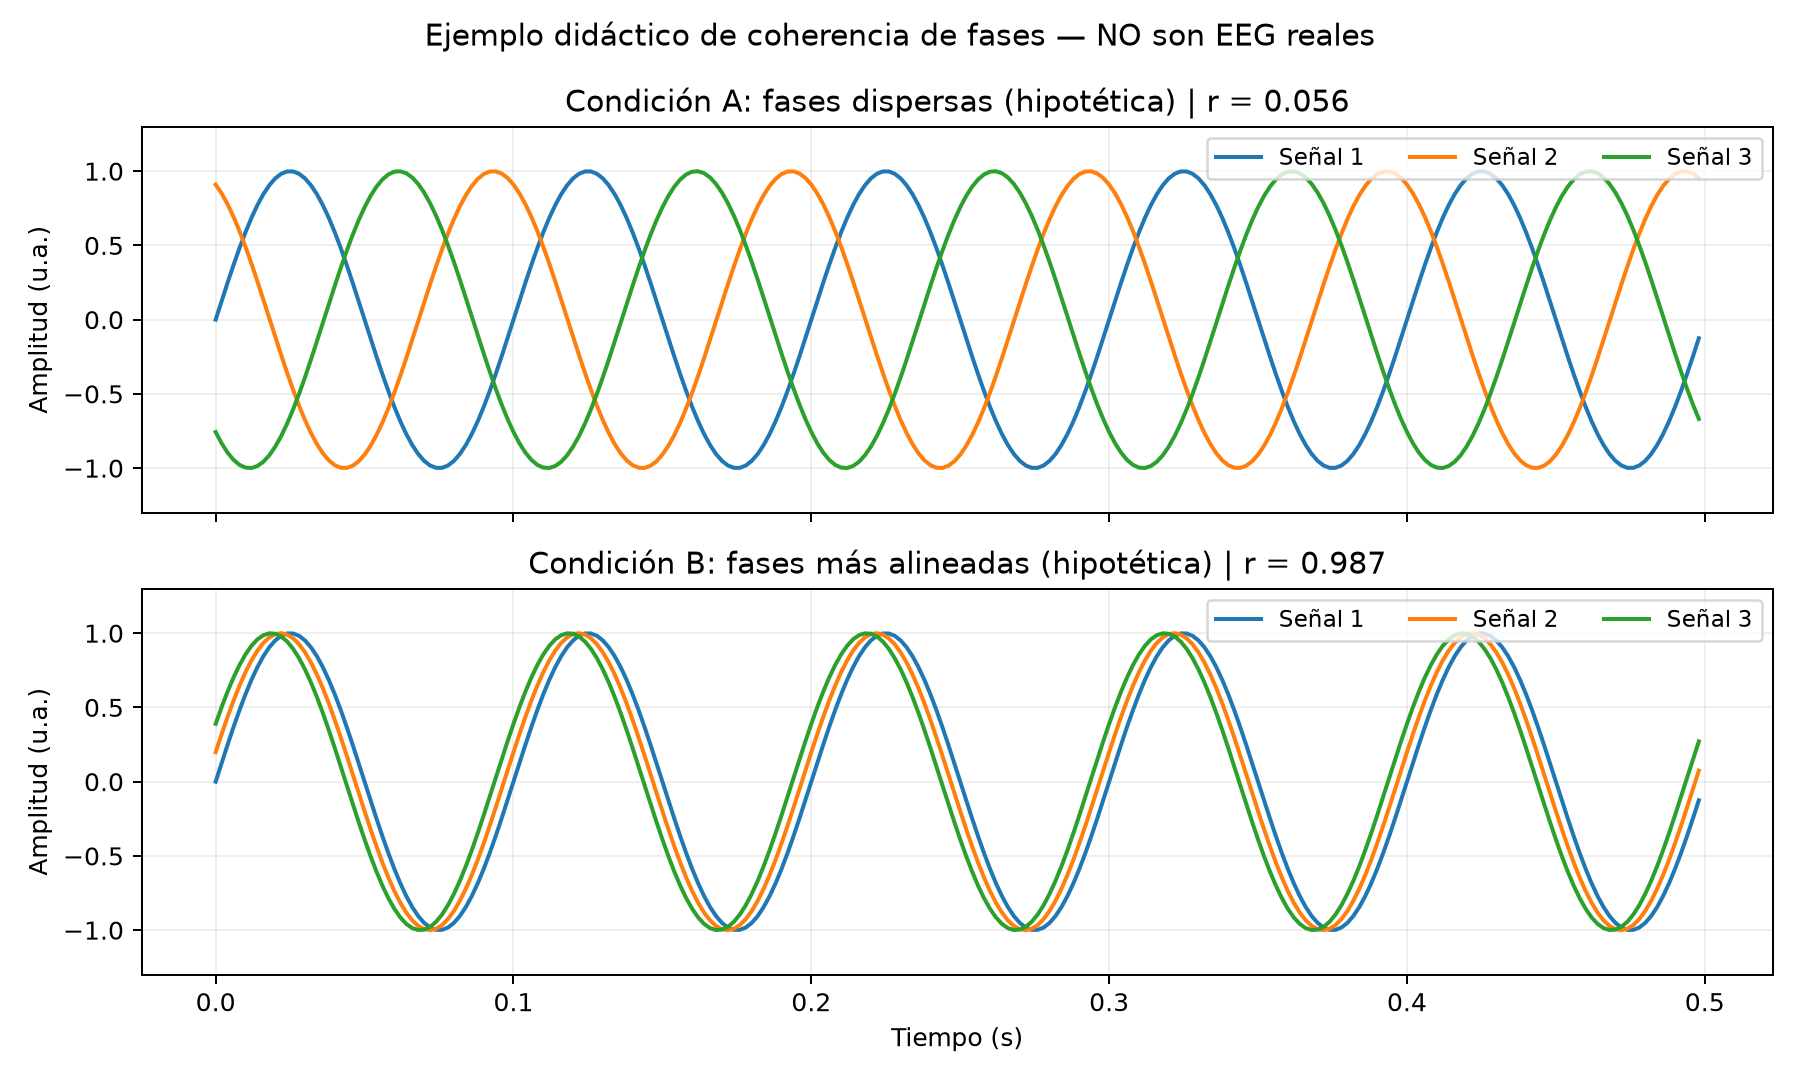 Ejemplo didáctico de coherencia de fases — NO son EEG reales
Condición A: fases dispersas (hipotética) | r = 0.056
Señal 1 Señal 2 Señal 3
1.0
0.5
0.0
−0.5
−1.0
Amplitud (u.a.)
Condición B: fases más alineadas (hipotética) | r = 0.987
Señal 1 Señal 2 Señal 3
1.0
0.5
0.0
−0.5
−1.0
Amplitud (u.a.)
0.0 0.1 0.2 0.3 0.4 0.5
Tiempo (s)